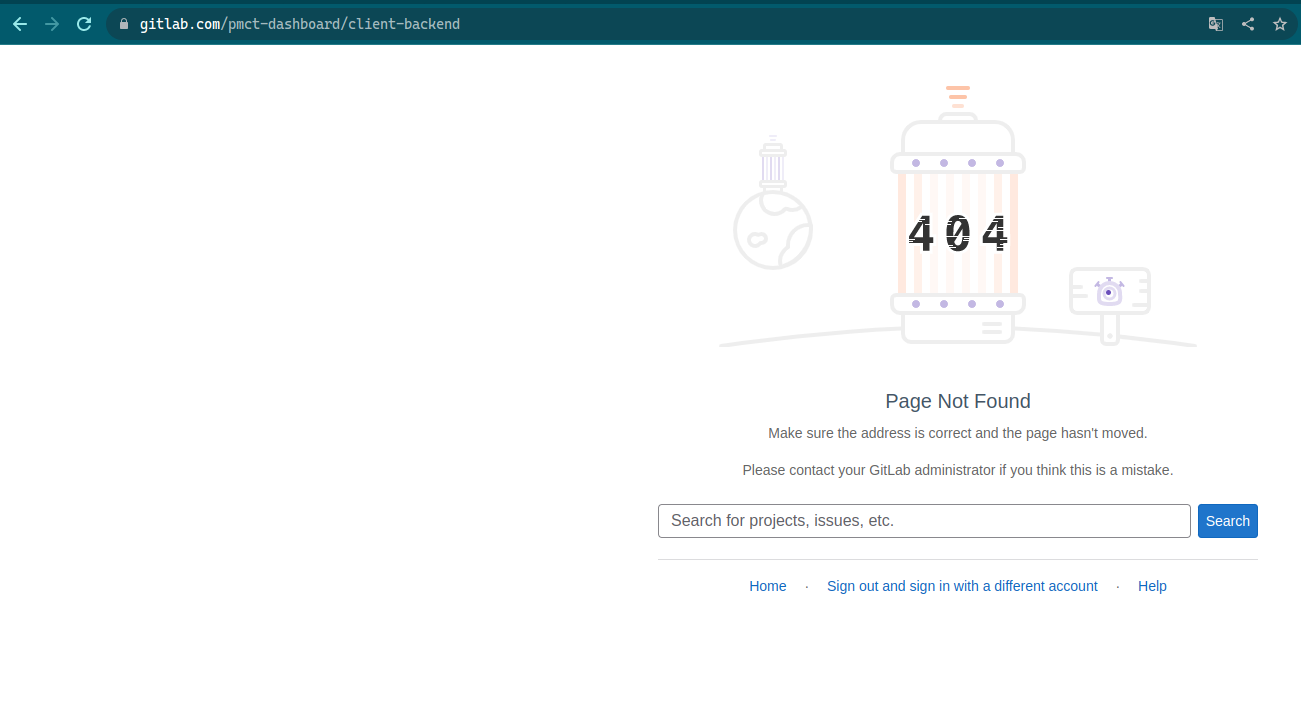 gitlab.com/pmct-dashboard/client-backend
404
Page Not Found
Make sure the address is correct and the page hasn't moved.
Please contact your GitLab administrator if you think this is a mistake.
Search for projects, issues, etc. Search
Home · Sign out and sign in with a different account · Help